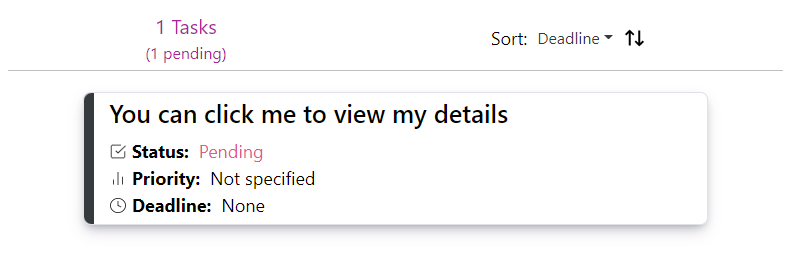 1 Tasks
(1 pending)
Sort: Deadline
You can click me to view my details
Status: Pending
Priority: Not specified
Deadline: None